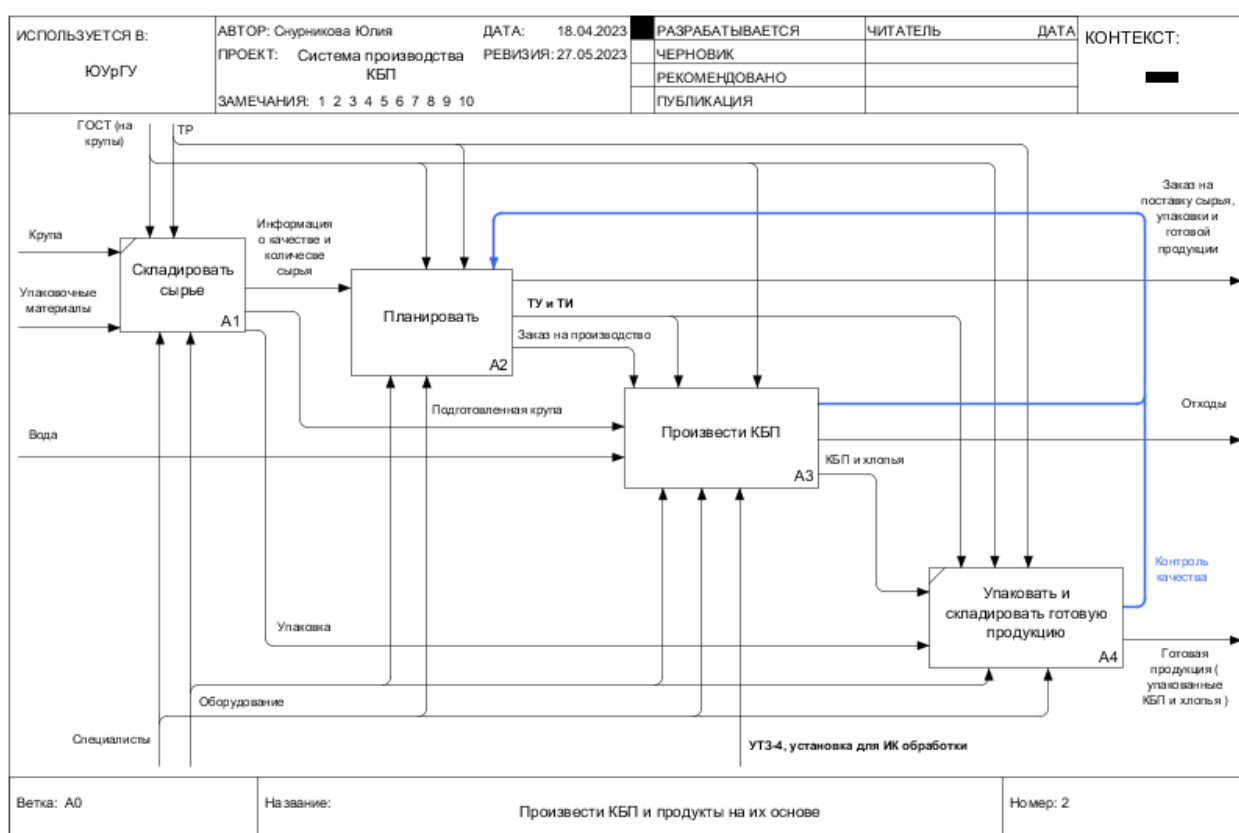 ИСПОЛЬЗУЕТСЯ В:
ЮУрГУ
АВТОР: Снурникова Юлия
ДАТА: 18.04.2023
ПРОЕКТ: Система производства
КБП
РЕВИЗИЯ: 27.05.2023
ЗАМЕЧАНИЯ: 1 2 3 4 5 6 7 8 9 10
РАЗРАБАТЫВАЕТСЯ
ЧЕРНОВИК
РЕКОМЕНДОВАНО
ПУБЛИКАЦИЯ
ЧИТАТЕЛЬ
ДАТА
КОНТЕКСТ:
ГОСТ (на
крупы)
ТР
Заказ на
поставку сырья,
упаковки и
готовой
продукции
Крупа
Информация
о качестве и
количесве
сырья
Складировать
сырье
А1
Упаковочные
материалы
Планировать
А2
ТУ и ТИ
Заказ на производство
Подготовленная крупа
Отходы
Вода
Произвести КБП
А3
КБП и хлопья
Контроль
качества
Упаковать и
складировать готовую
продукцию
А4
Упаковка
Готовая
продукция (
упакованные
КБП и хлопья )
Оборудование
Специалисты
УТЗ-4, установка для ИК обработки
Ветка: А0
Название:
Произвести КБП и продукты на их основе
Номер: 2